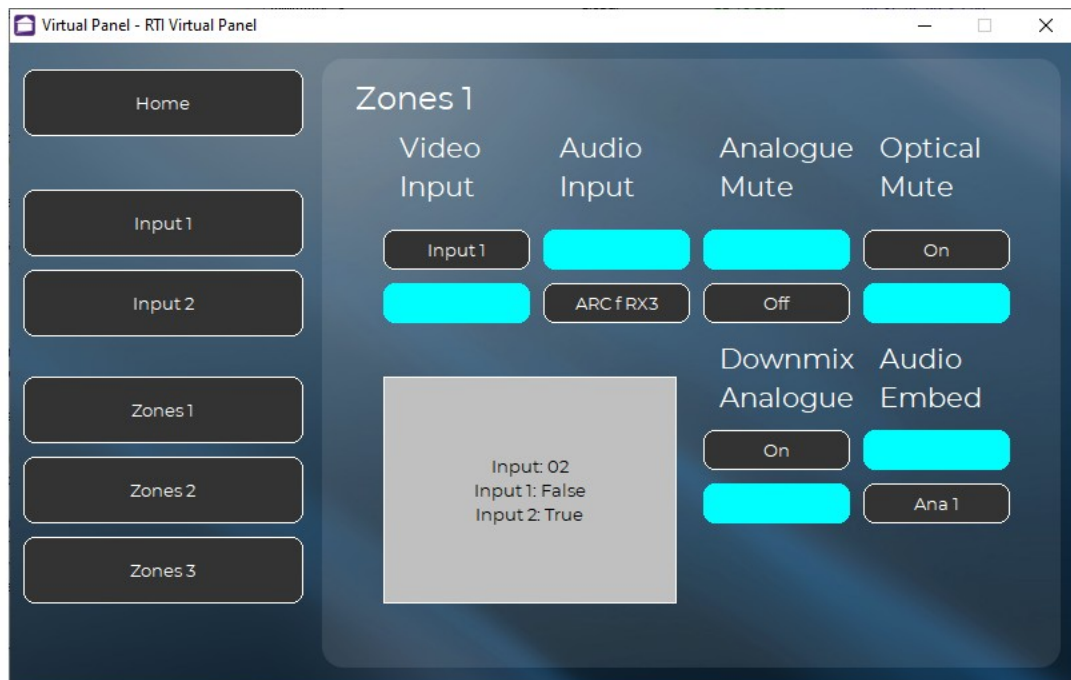 Virtual Panel - RTI Virtual Panel
Home
Input 1
Input 2
Zones 1
Zones 2
Zones 3
Zones 1
Video Input
Audio Input
Analogue Mute
Optical Mute
Input 1
On
ARC f RX3
Off
Downmix Analogue
Audio Embed
On
Ana 1
Input: 02
Input 1: False
Input 2: True